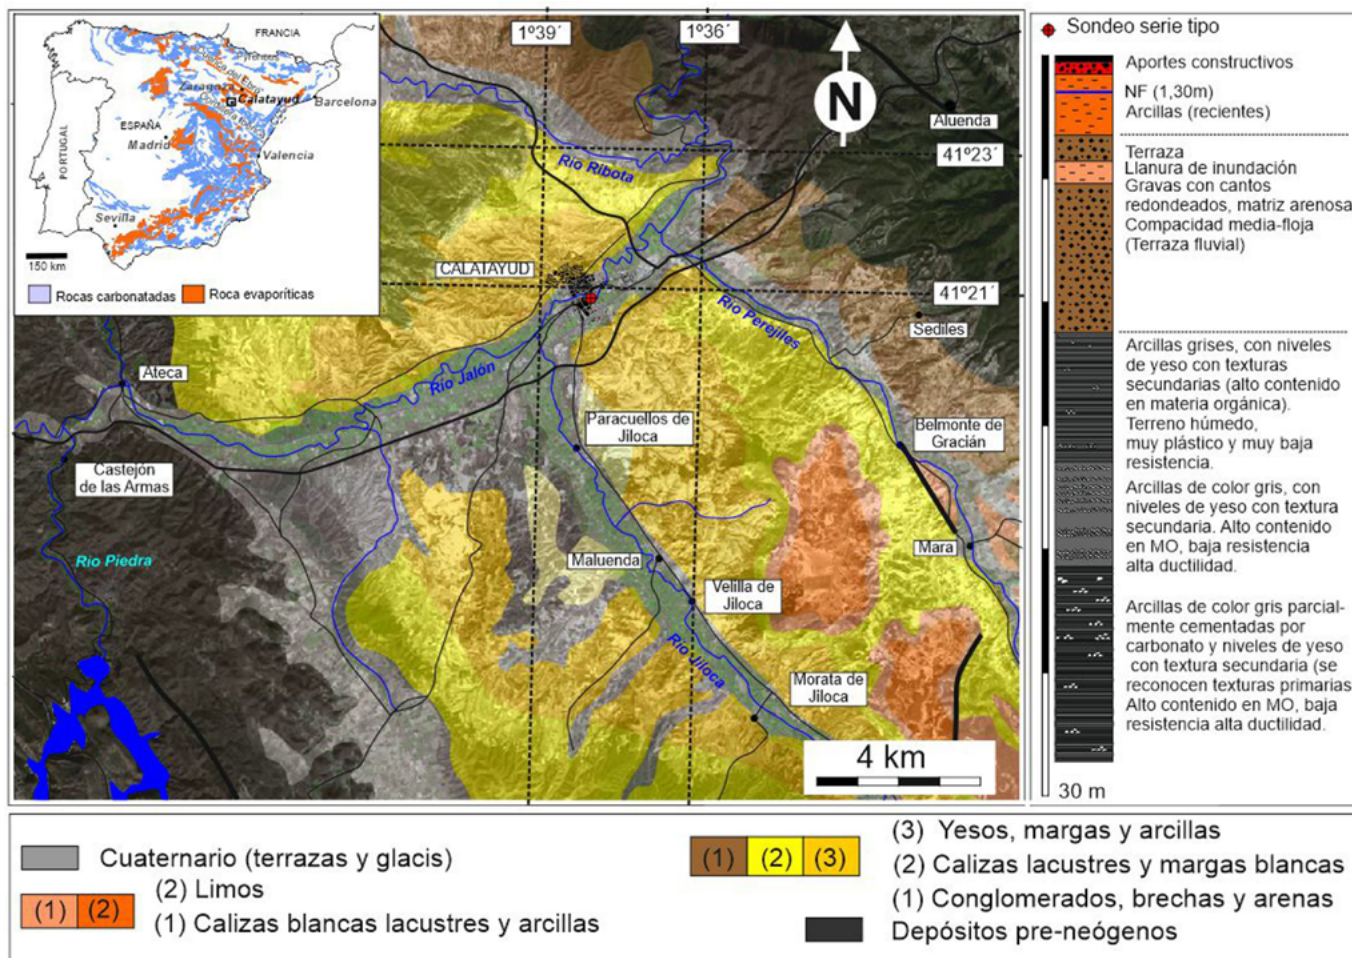 FRANCIA
Pyrineos
Cuenca del Ebro
Zaragoza
Calatayud
Barcelona
ESPAÑA
Madrid
PORTUGAL
Valencia
Sevilla
150 km
Rocas carbonatadas
Roca evaporíticas
1º39´
1º36´
N
Aluenda
41º23´
Río Ribota
CALATAYUD
41º21´
Río Perejiles
Sediles
Ateca
Río Jalón
Paracuellos de
Jiloca
Belmonte de
Gracián
Castejón
de las Armas
Río Piedra
Maluenda
Mara
Velilla de
Jiloca
Río Jiloca
Morata de
Jiloca
4 km
Sondeo serie tipo
Aportes constructivos
NF (1,30m)
Arcillas (recientes)
Terraza
Llanura de inundación
Gravas con cantos
redondeados, matriz arenosa
Compacidad media-floja
(Terraza fluvial)
Arcillas grises, con niveles
de yeso con texturas
secundarias (alto contenido
en materia orgánica).
Terreno húmedo,
muy plástico y muy baja
resistencia.
Arcillas de color gris, con
niveles de yeso con textura
secundaria. Alto contenido
en MO, baja resistencia
alta ductilidad.
Arcillas de color gris parcial-
mente cementadas por
carbonato y niveles de yeso
con textura secundaria (se
reconocen texturas primarias
Alto contenido en MO, baja
resistencia alta ductilidad.
30 m
Cuaternario (terrazas y glacis)
(1) (2)
(2) Limos
(1) Calizas blancas lacustres y arcillas
(1) (2) (3)
(3) Yesos, margas y arcillas
(2) Calizas lacustres y margas blancas
(1) Conglomerados, brechas y arenas
Depósitos pre-neógenos